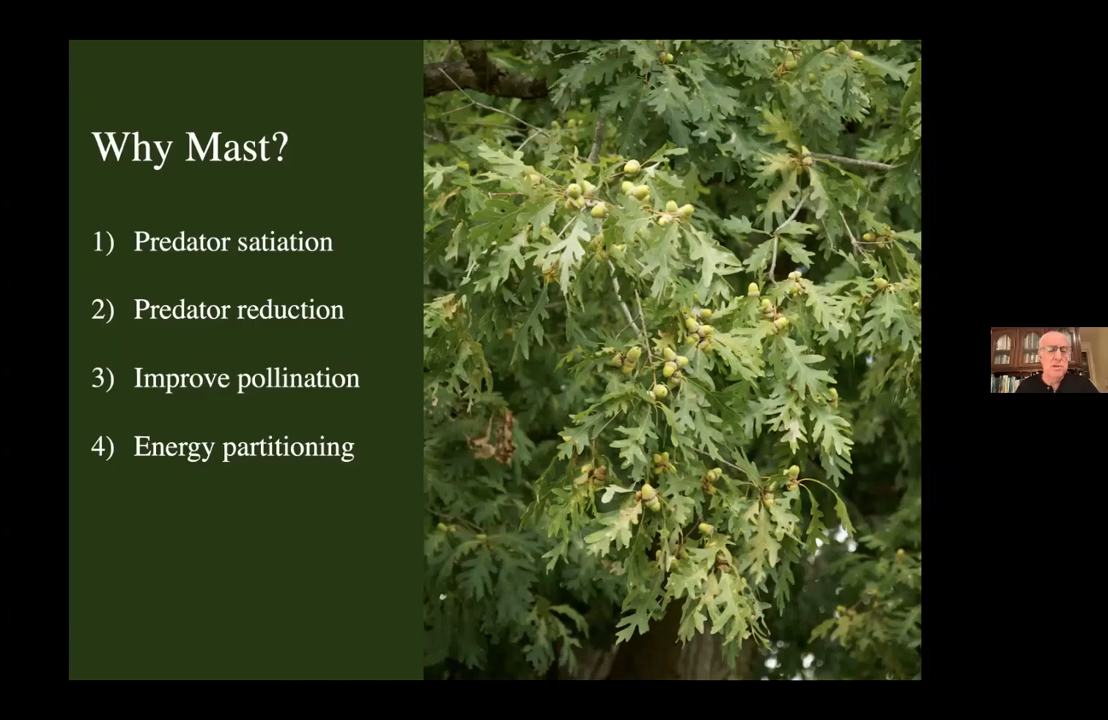 Why Mast?
1) Predator satiation
2) Predator reduction
3) Improve pollination
4) Energy partitioning